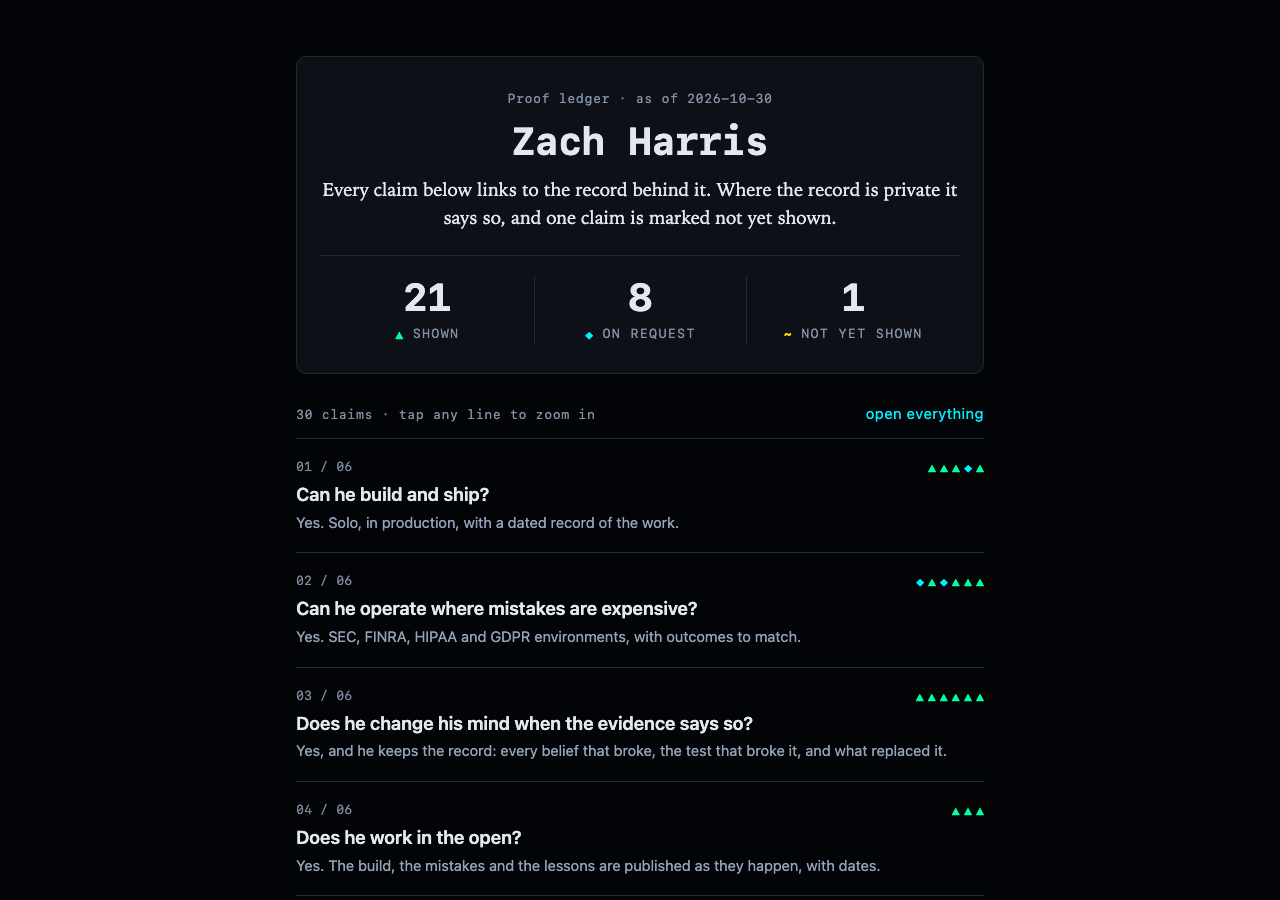 Proof ledger · as of 2026-10-30
Zach Harris
Every claim below links to the record behind it. Where the record is private it
says so, and one claim is marked not yet shown.
21
8
1
▲ SHOWN
◆ ON REQUEST
~ NOT YET SHOWN
30 claims · tap any line to zoom in
open everything
01 / 06
▲▲▲◆▲
Can he build and ship?
Yes. Solo, in production, with a dated record of the work.
02 / 06
◆▲◆▲▲▲
Can he operate where mistakes are expensive?
Yes. SEC, FINRA, HIPAA and GDPR environments, with outcomes to match.
03 / 06
▲▲▲▲▲▲
Does he change his mind when the evidence says so?
Yes, and he keeps the record: every belief that broke, the test that broke it, and what replaced it.
04 / 06
▲▲▲
Does he work in the open?
Yes. The build, the mistakes and the lessons are published as they happen, with dates.